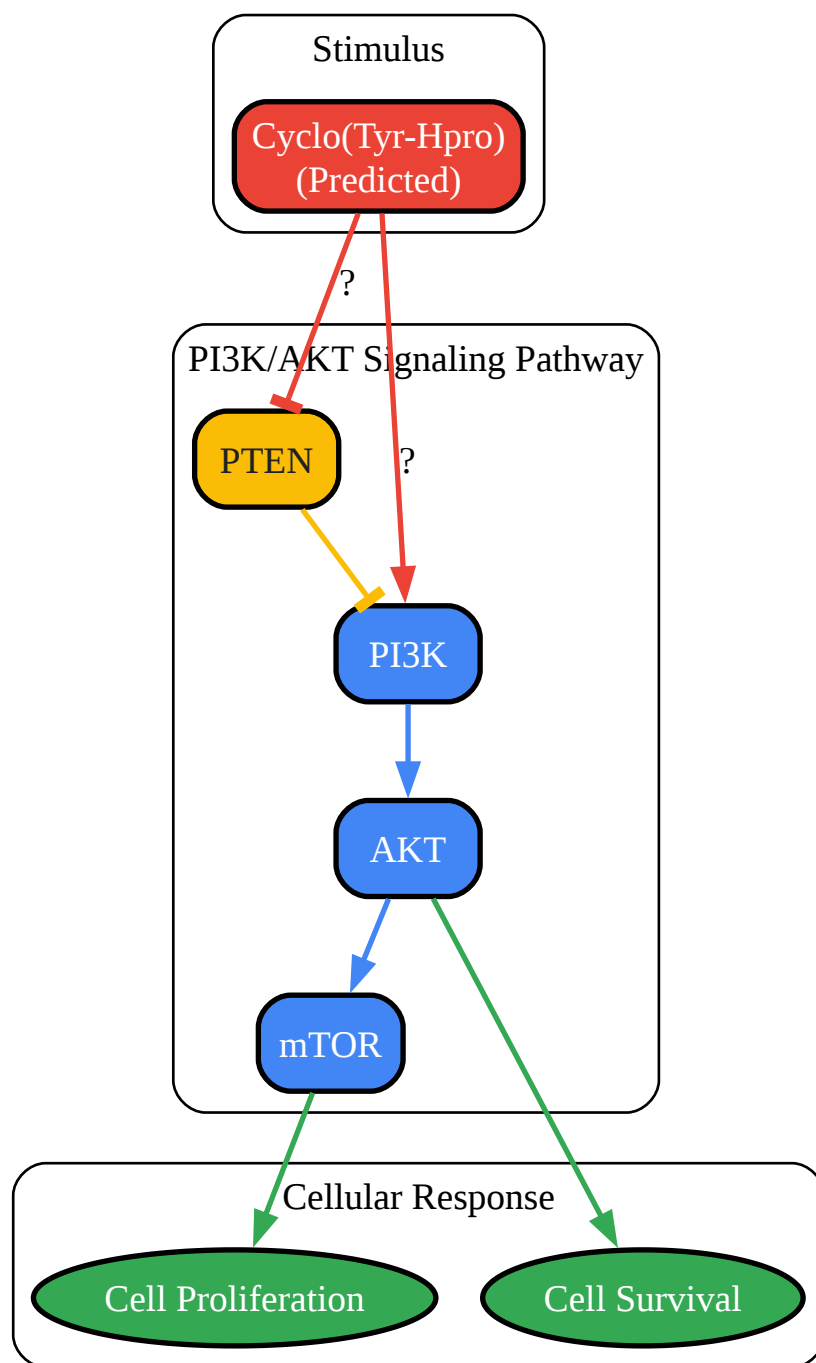 Stimulus
Cyclo(Tyr-Hpro)
(Predicted)
?
PI3K/AKT Signaling Pathway
PTEN
?
PI3K
AKT
mTOR
Cellular Response
Cell Proliferation
Cell Survival